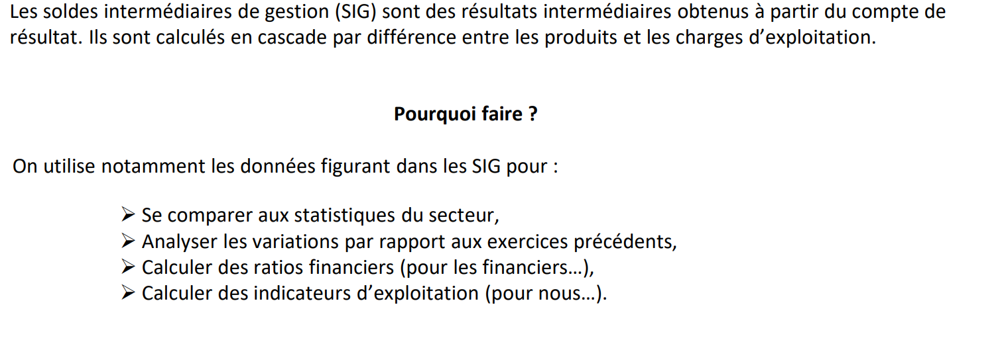 Les soldes intermédiaires de gestion (SIG) sont des résultats intermédiaires obtenus à partir du compte de
résultat. Ils sont calculés en cascade par différence entre les produits et les charges d’exploitation.
Pourquoi faire ?
On utilise notamment les données figurant dans les SIG pour :
➢ Se comparer aux statistiques du secteur,
➢ Analyser les variations par rapport aux exercices précédents,
➢ Calculer des ratios financiers (pour les financiers…),
➢ Calculer des indicateurs d’exploitation (pour nous…).